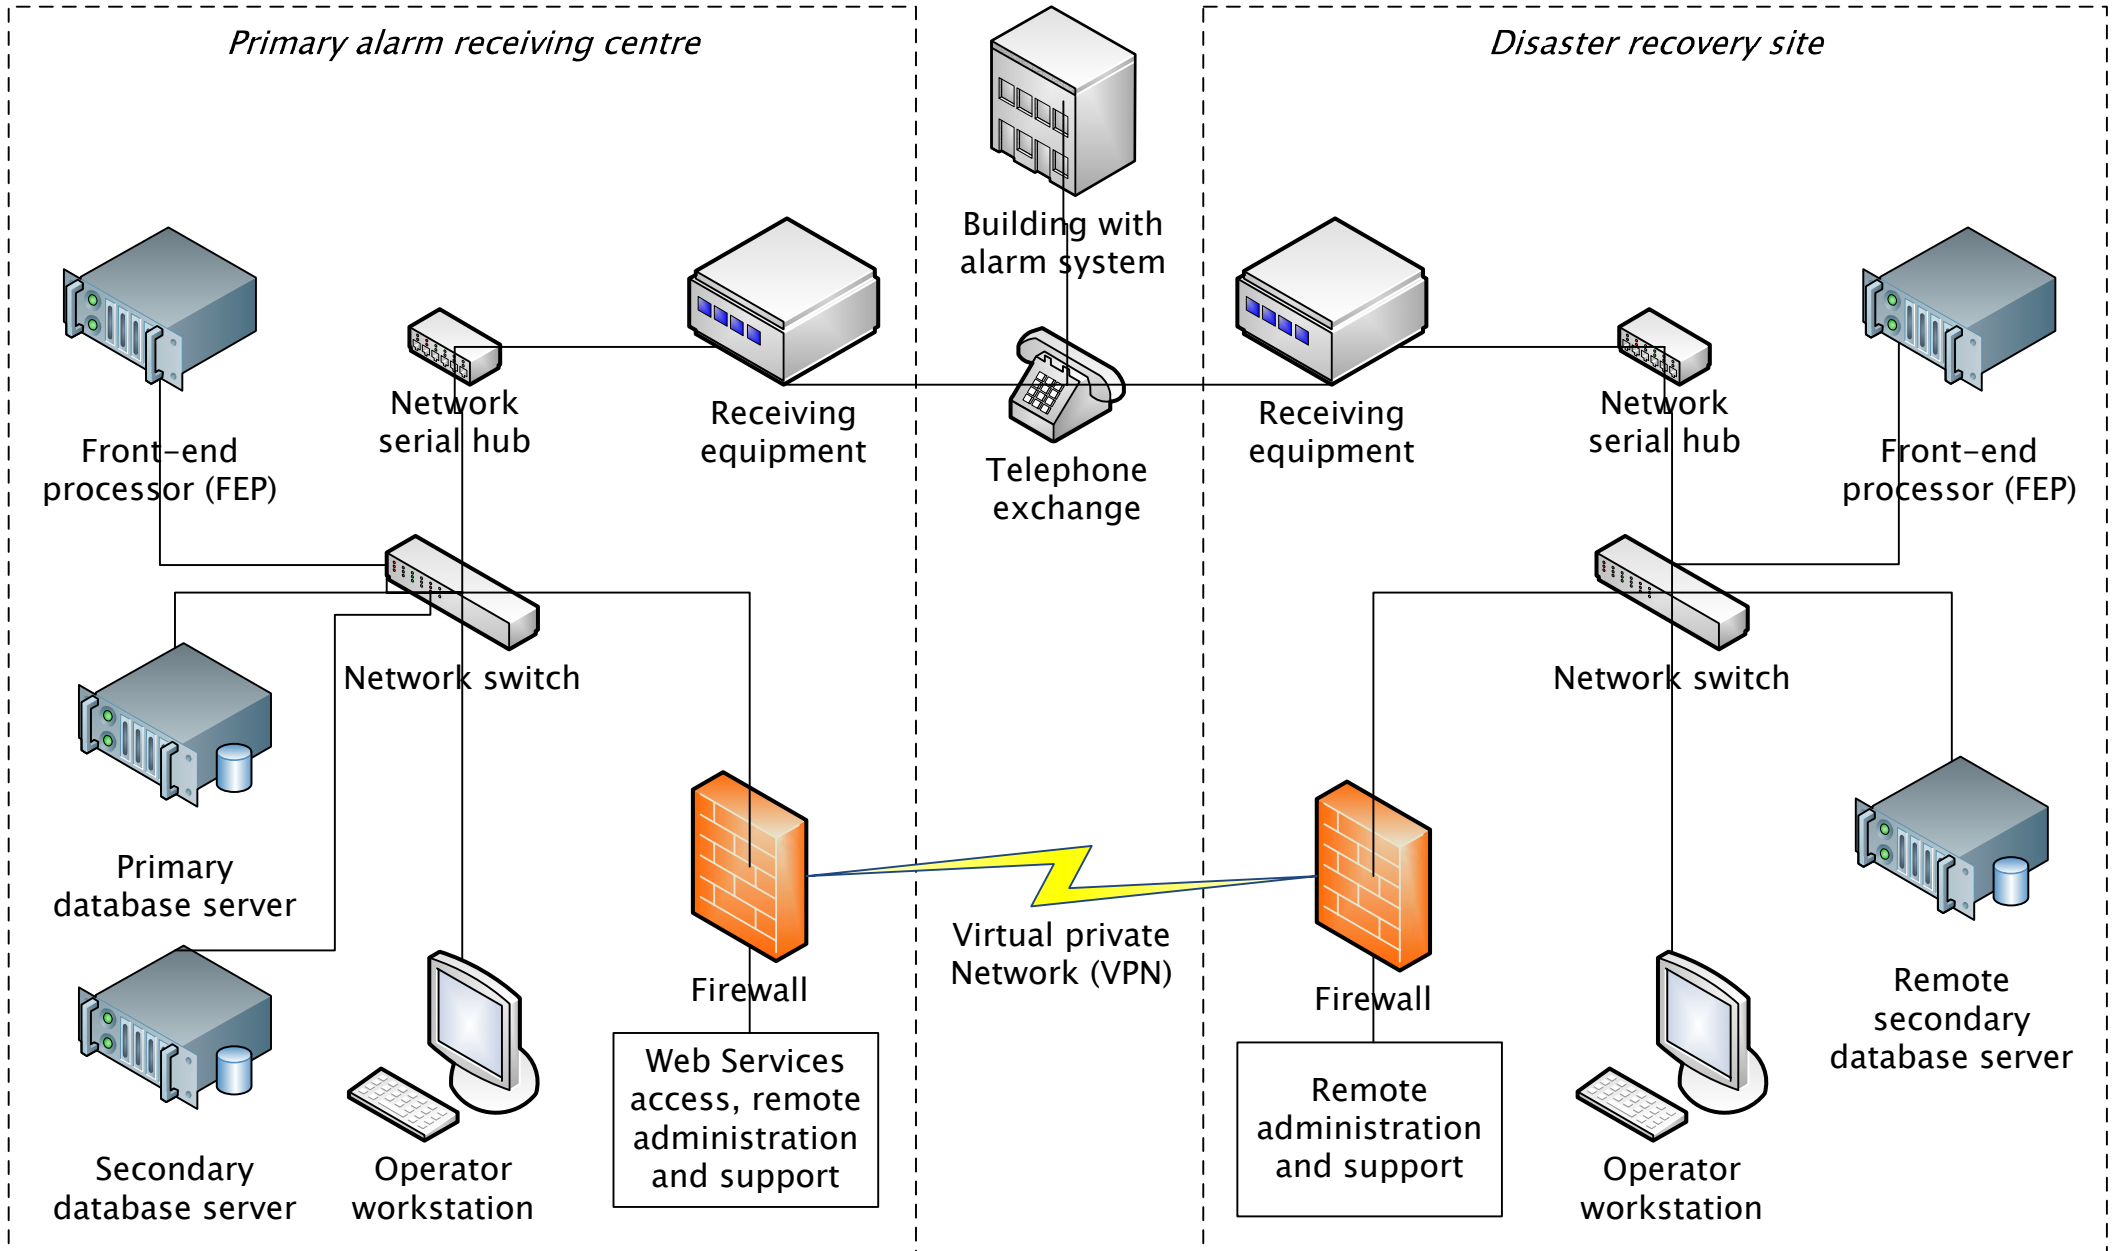 Primary alarm receiving centre
Disaster recovery site
Building with
alarm system
Network
serial hub
Receiving
equipment
Receiving
equipment
Network
serial hub
Front-end
processor (FEP)
Telephone
exchange
Front-end
processor (FEP)
Network switch
Network switch
Primary
database server
Firewall
Virtual private
Network (VPN)
Firewall
Remote
secondary
database server
Web Services
access, remote
administration
and support
Remote
administration
and support
Secondary
database server
Operator
workstation
Operator
workstation